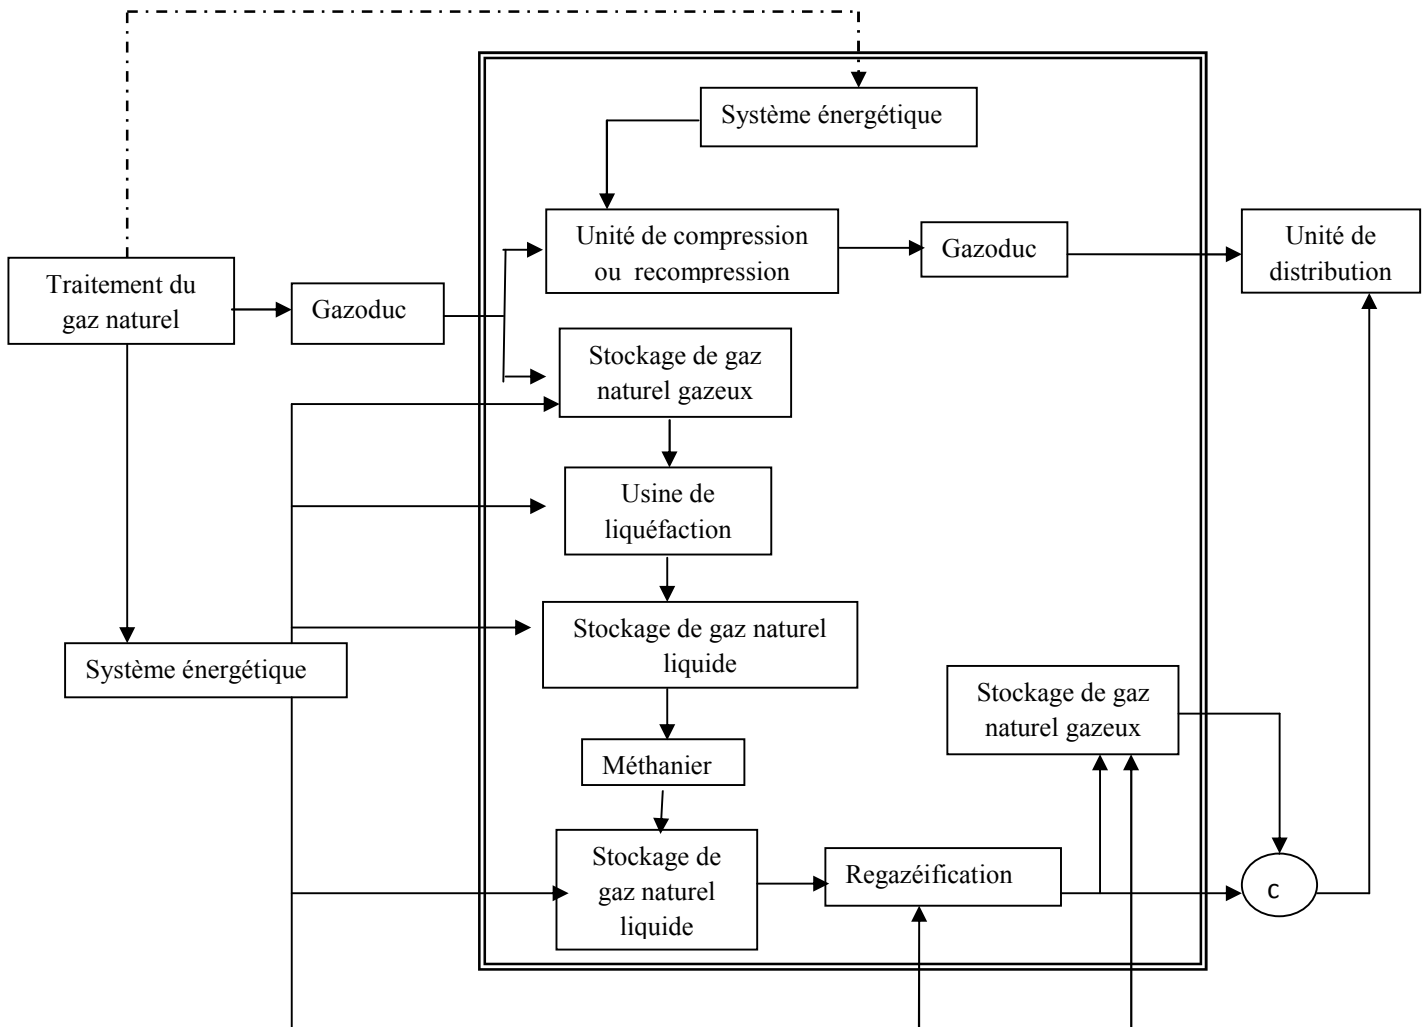 Système énergétique
Unité de compression
ou recompression
Gazoduc
Unité de
distribution
Traitement du
gaz naturel
Gazoduc
Stockage de gaz
naturel gazeux
Usine de
liquéfaction
Stockage de gaz naturel
liquide
Système énergétique
Stockage de gaz
naturel gazeux
Méthanier
Stockage de
gaz naturel
liquide
Regazéification
c